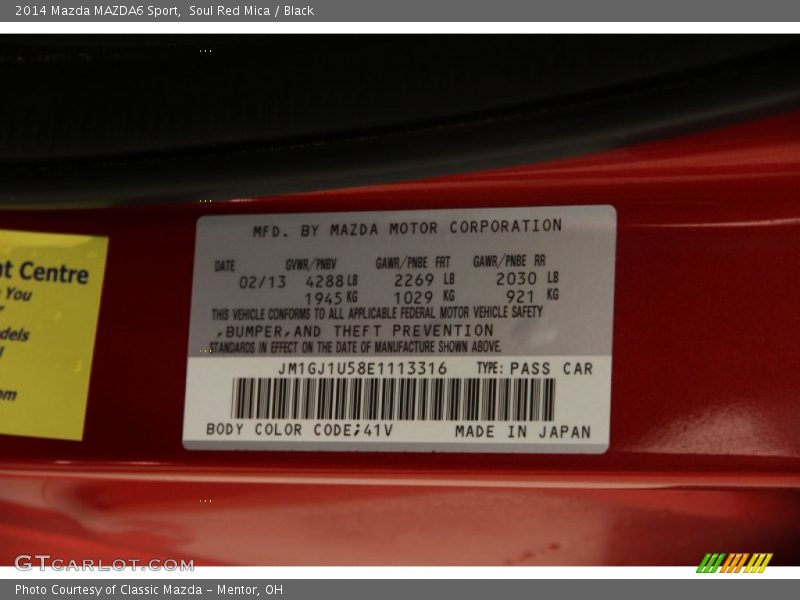 2014 Mazda MAZDA6 Sport, Soul Red Mica / Black
MFD. BY MAZDA MOTOR CORPORATION
DATE GVWR/PNBV GAWR/PNBE FRT GAWR/PNBE RR
02/13 4288 LB 2269 LB 2030 LB
1945 KG 1029 KG 921 KG
THIS VEHICLE CONFORMS TO ALL APPLICABLE FEDERAL MOTOR VEHICLE SAFETY
,BUMPER,AND THEFT PREVENTION
STANDARDS IN EFFECT ON THE DATE OF MANUFACTURE SHOWN ABOVE.
JM1GJ1U58E1113316 TYPE: PASS CAR
BODY COLOR CODE;41V MADE IN JAPAN
Centre
You
GTCARLOT.COM
Photo Courtesy of Classic Mazda - Mentor, OH